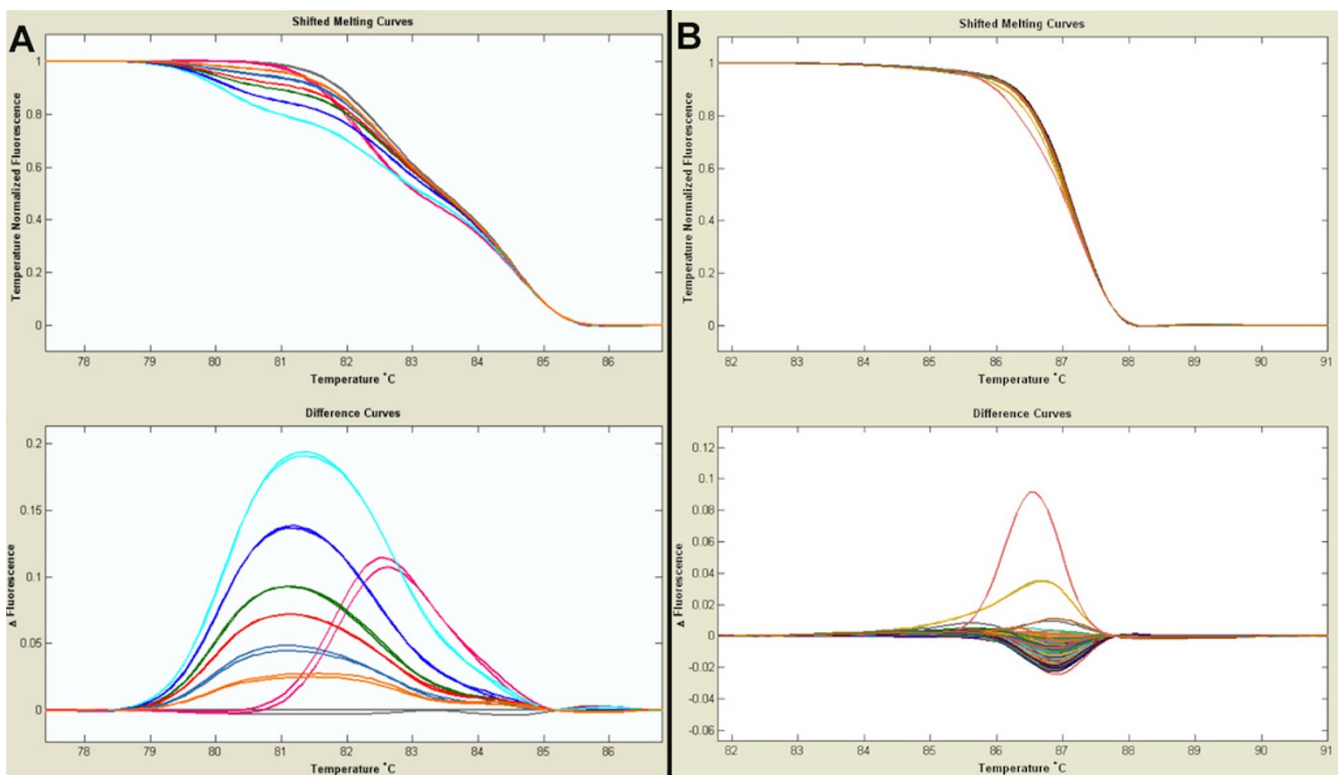 A
Shifted Melting Curves
Temperature Normalized Fluorescence
1
0.8
0.6
0.4
0.2
0
78 79 80 81 82 83 84 85 86
Temperature °C
Difference Curves
Δ Fluorescence
0.2
0.15
0.1
0.05
0
78 79 80 81 82 83 84 85 86
Temperature °C
B
Shifted Melting Curves
Temperature Normalized Fluorescence
1
0.8
0.6
0.4
0.2
0
82 83 84 85 86 87 88 89 90 91
Temperature °C
Difference Curves
Δ Fluorescence
0.12
0.1
0.08
0.06
0.04
0.02
0
-0.02
-0.04
-0.06
82 83 84 85 86 87 88 89 90 91
Temperature °C